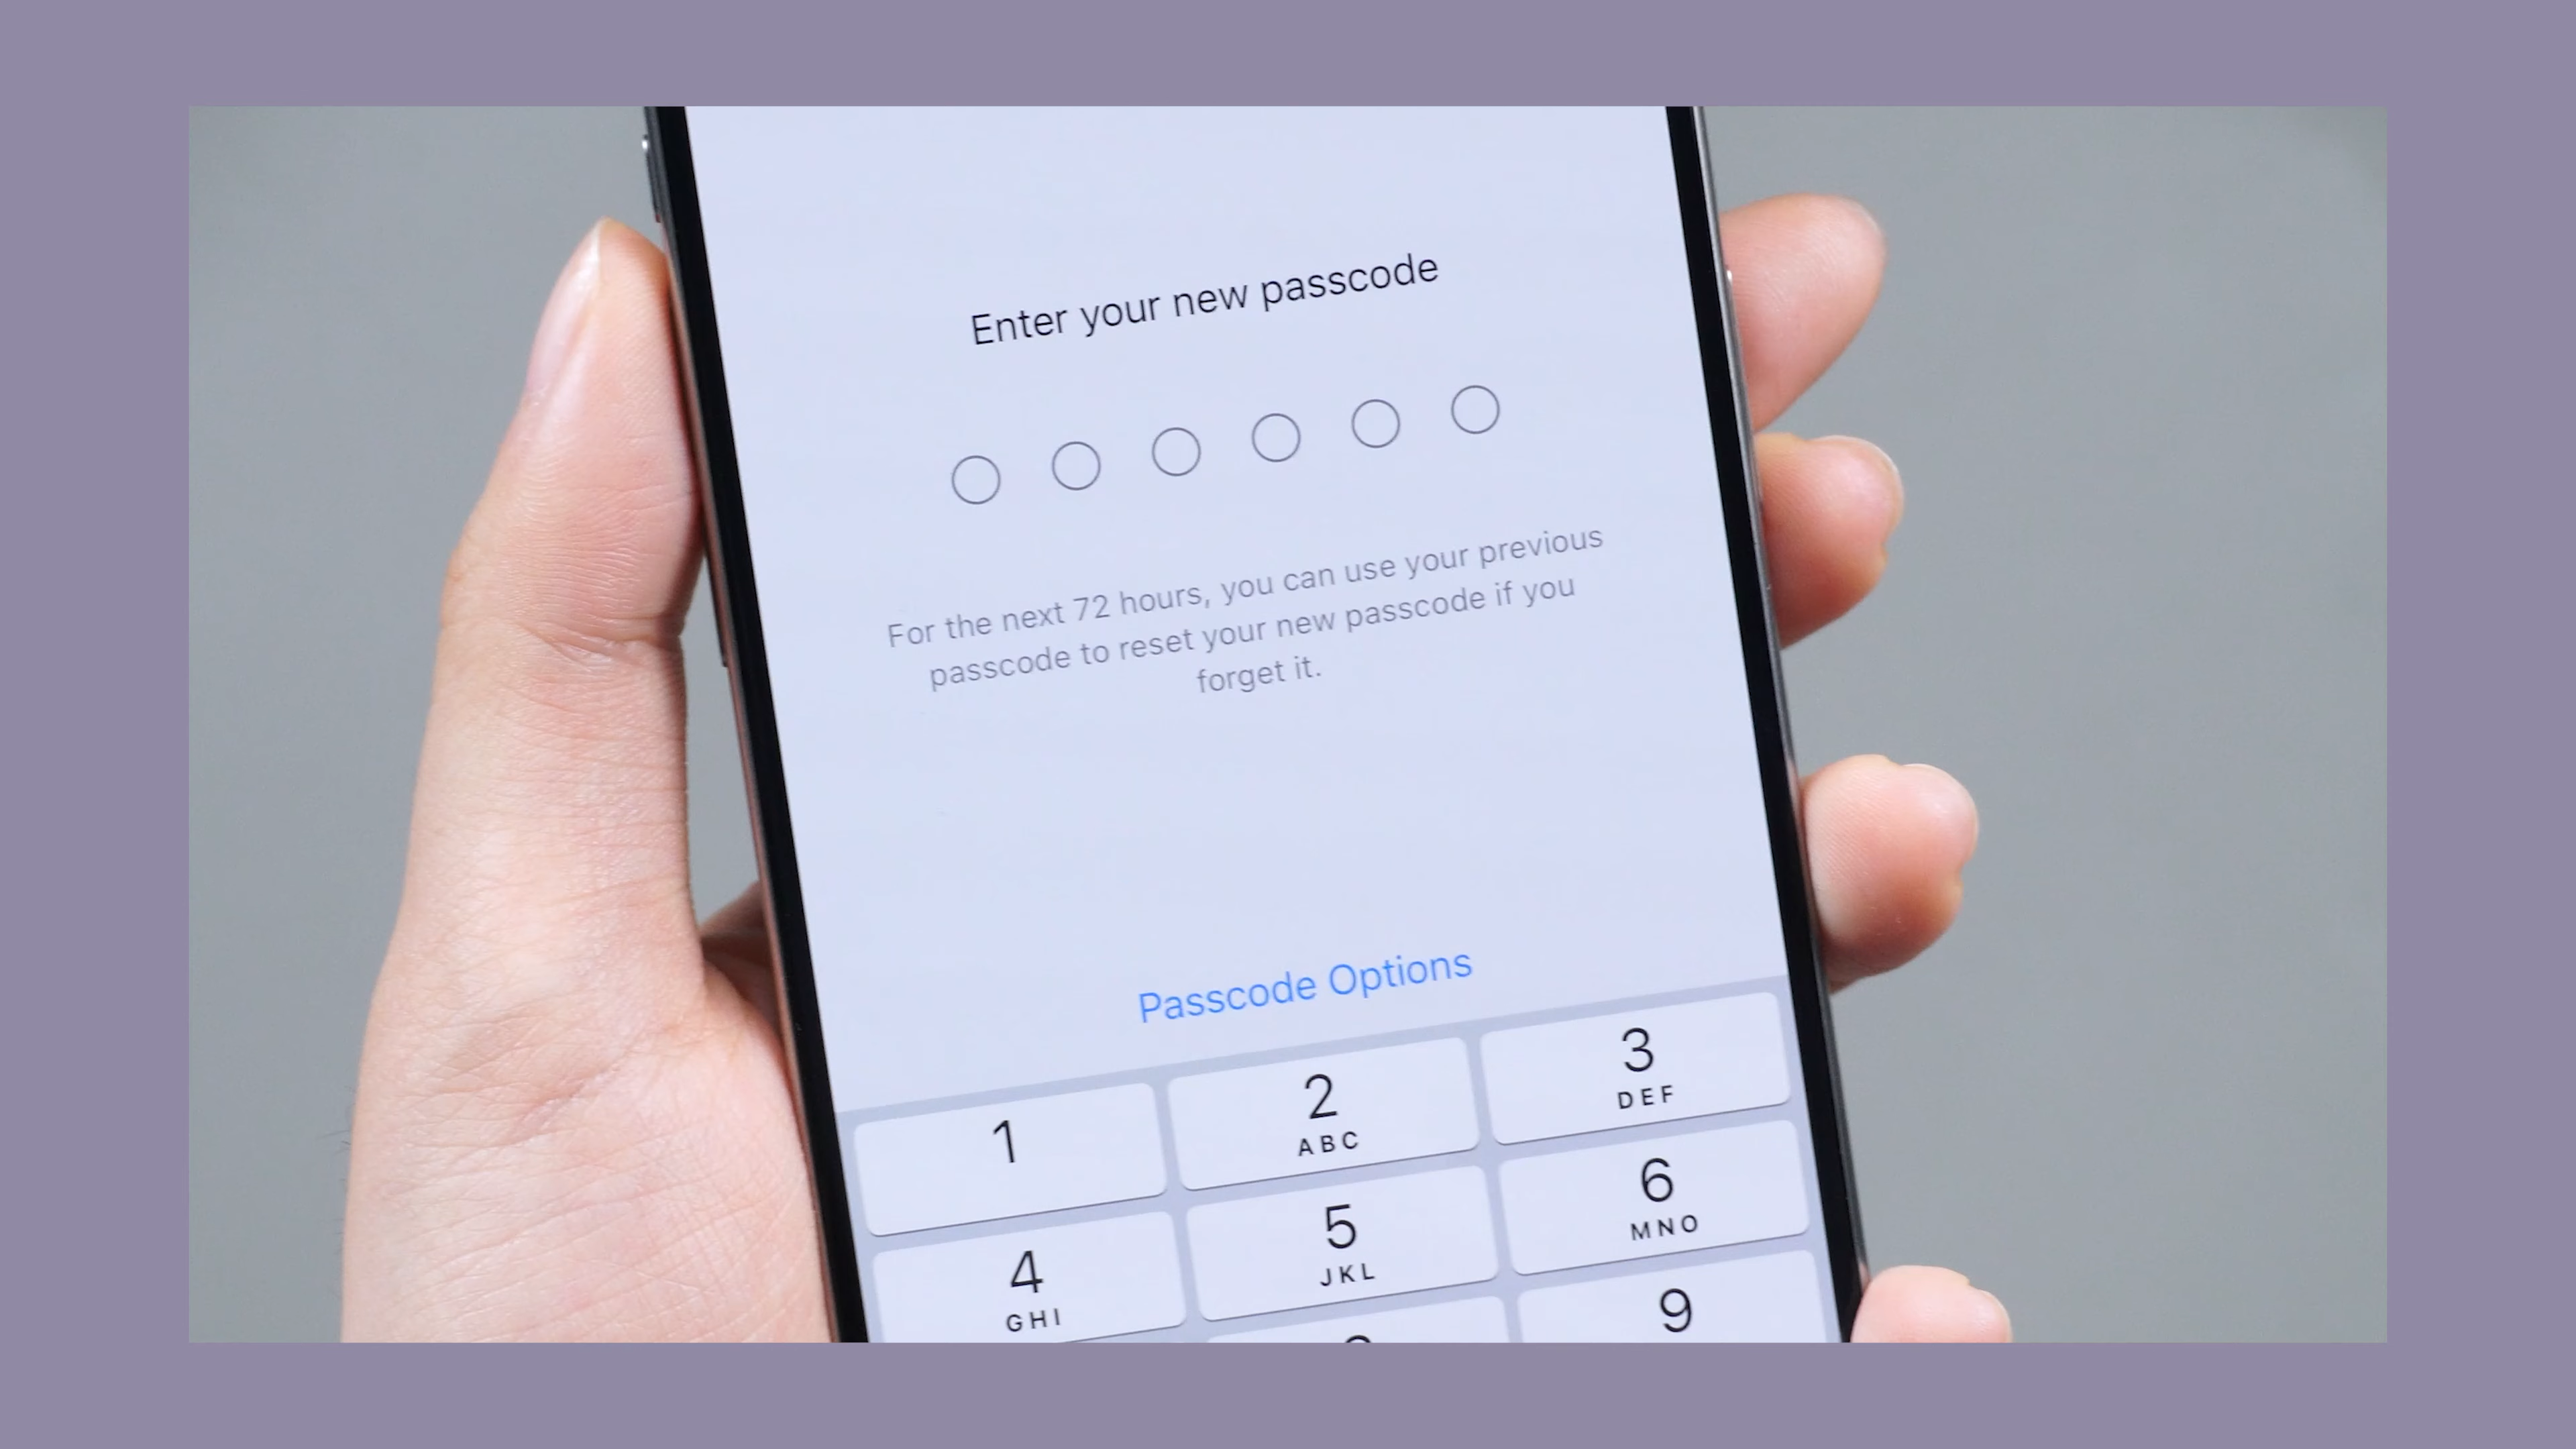 Enter your new passcode
For the next 72 hours, you can use your previous
passcode to reset your new passcode if you
forget it.
Passcode Options
1
2
ABC
3
DEF
4
GHI
5
JKL
6
MNO
9